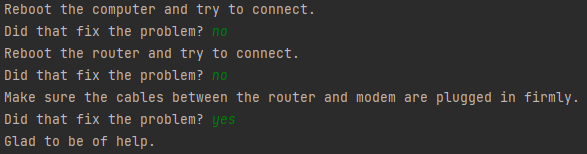 Reboot the computer and try to connect.
Did that fix the problem? no
Reboot the router and try to connect.
Did that fix the problem? no
Make sure the cables between the router and modem are plugged in firmly.
Did that fix the problem? yes
Glad to be of help.